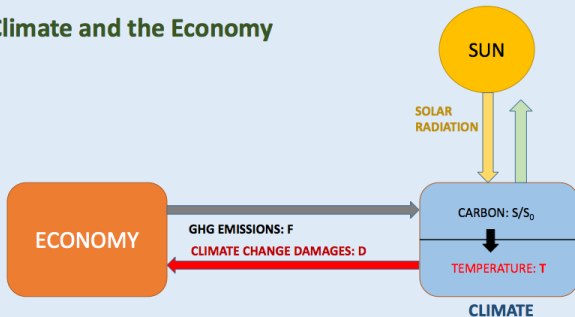 Climate and the Economy
SUN
SOLAR
RADIATION
ECONOMY
GHG EMISSIONS: F
CLIMATE CHANGE DAMAGES: D
CARBON: S/S₀
TEMPERATURE: T
CLIMATE